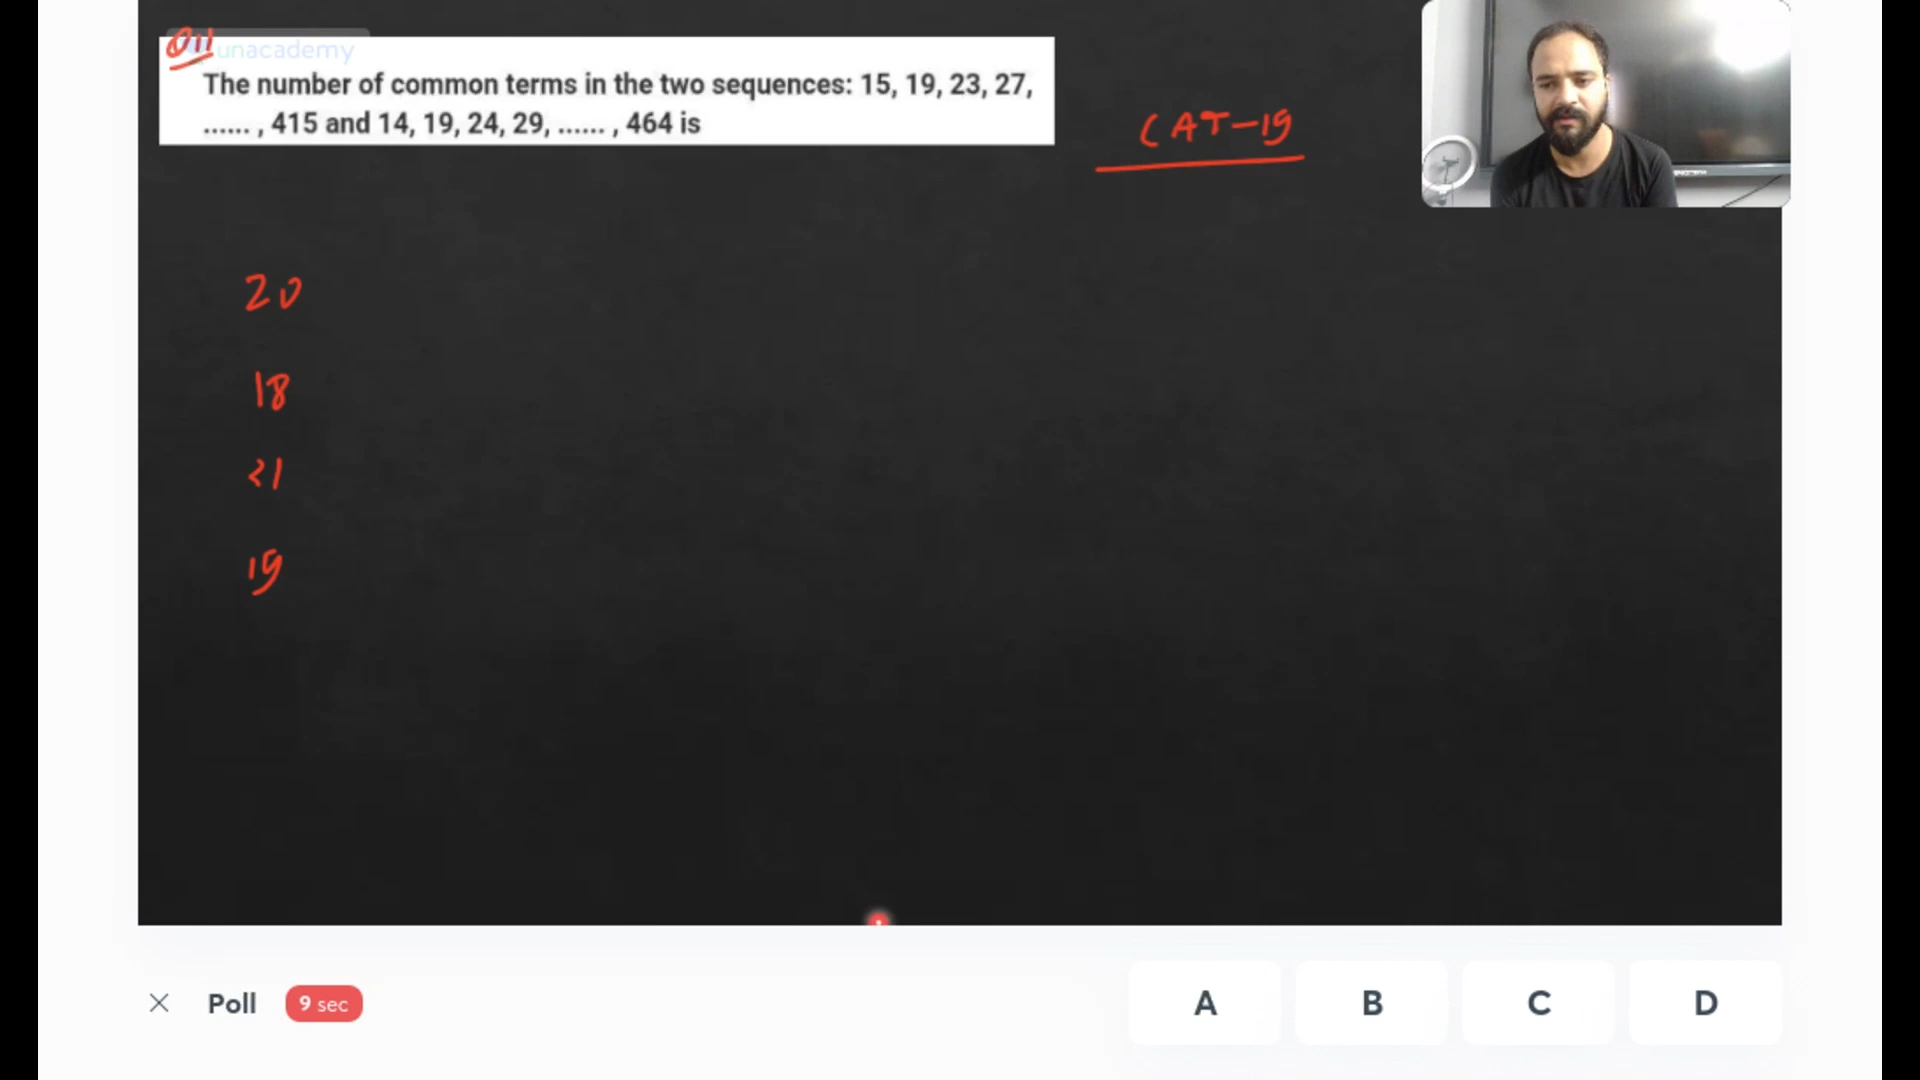 Q11 unacademy
The number of common terms in the two sequences: 15, 19, 23, 27,
...... , 415 and 14, 19, 24, 29, ...... , 464 is
CAT-19
20
18
21
19
Poll 9 sec A B C D